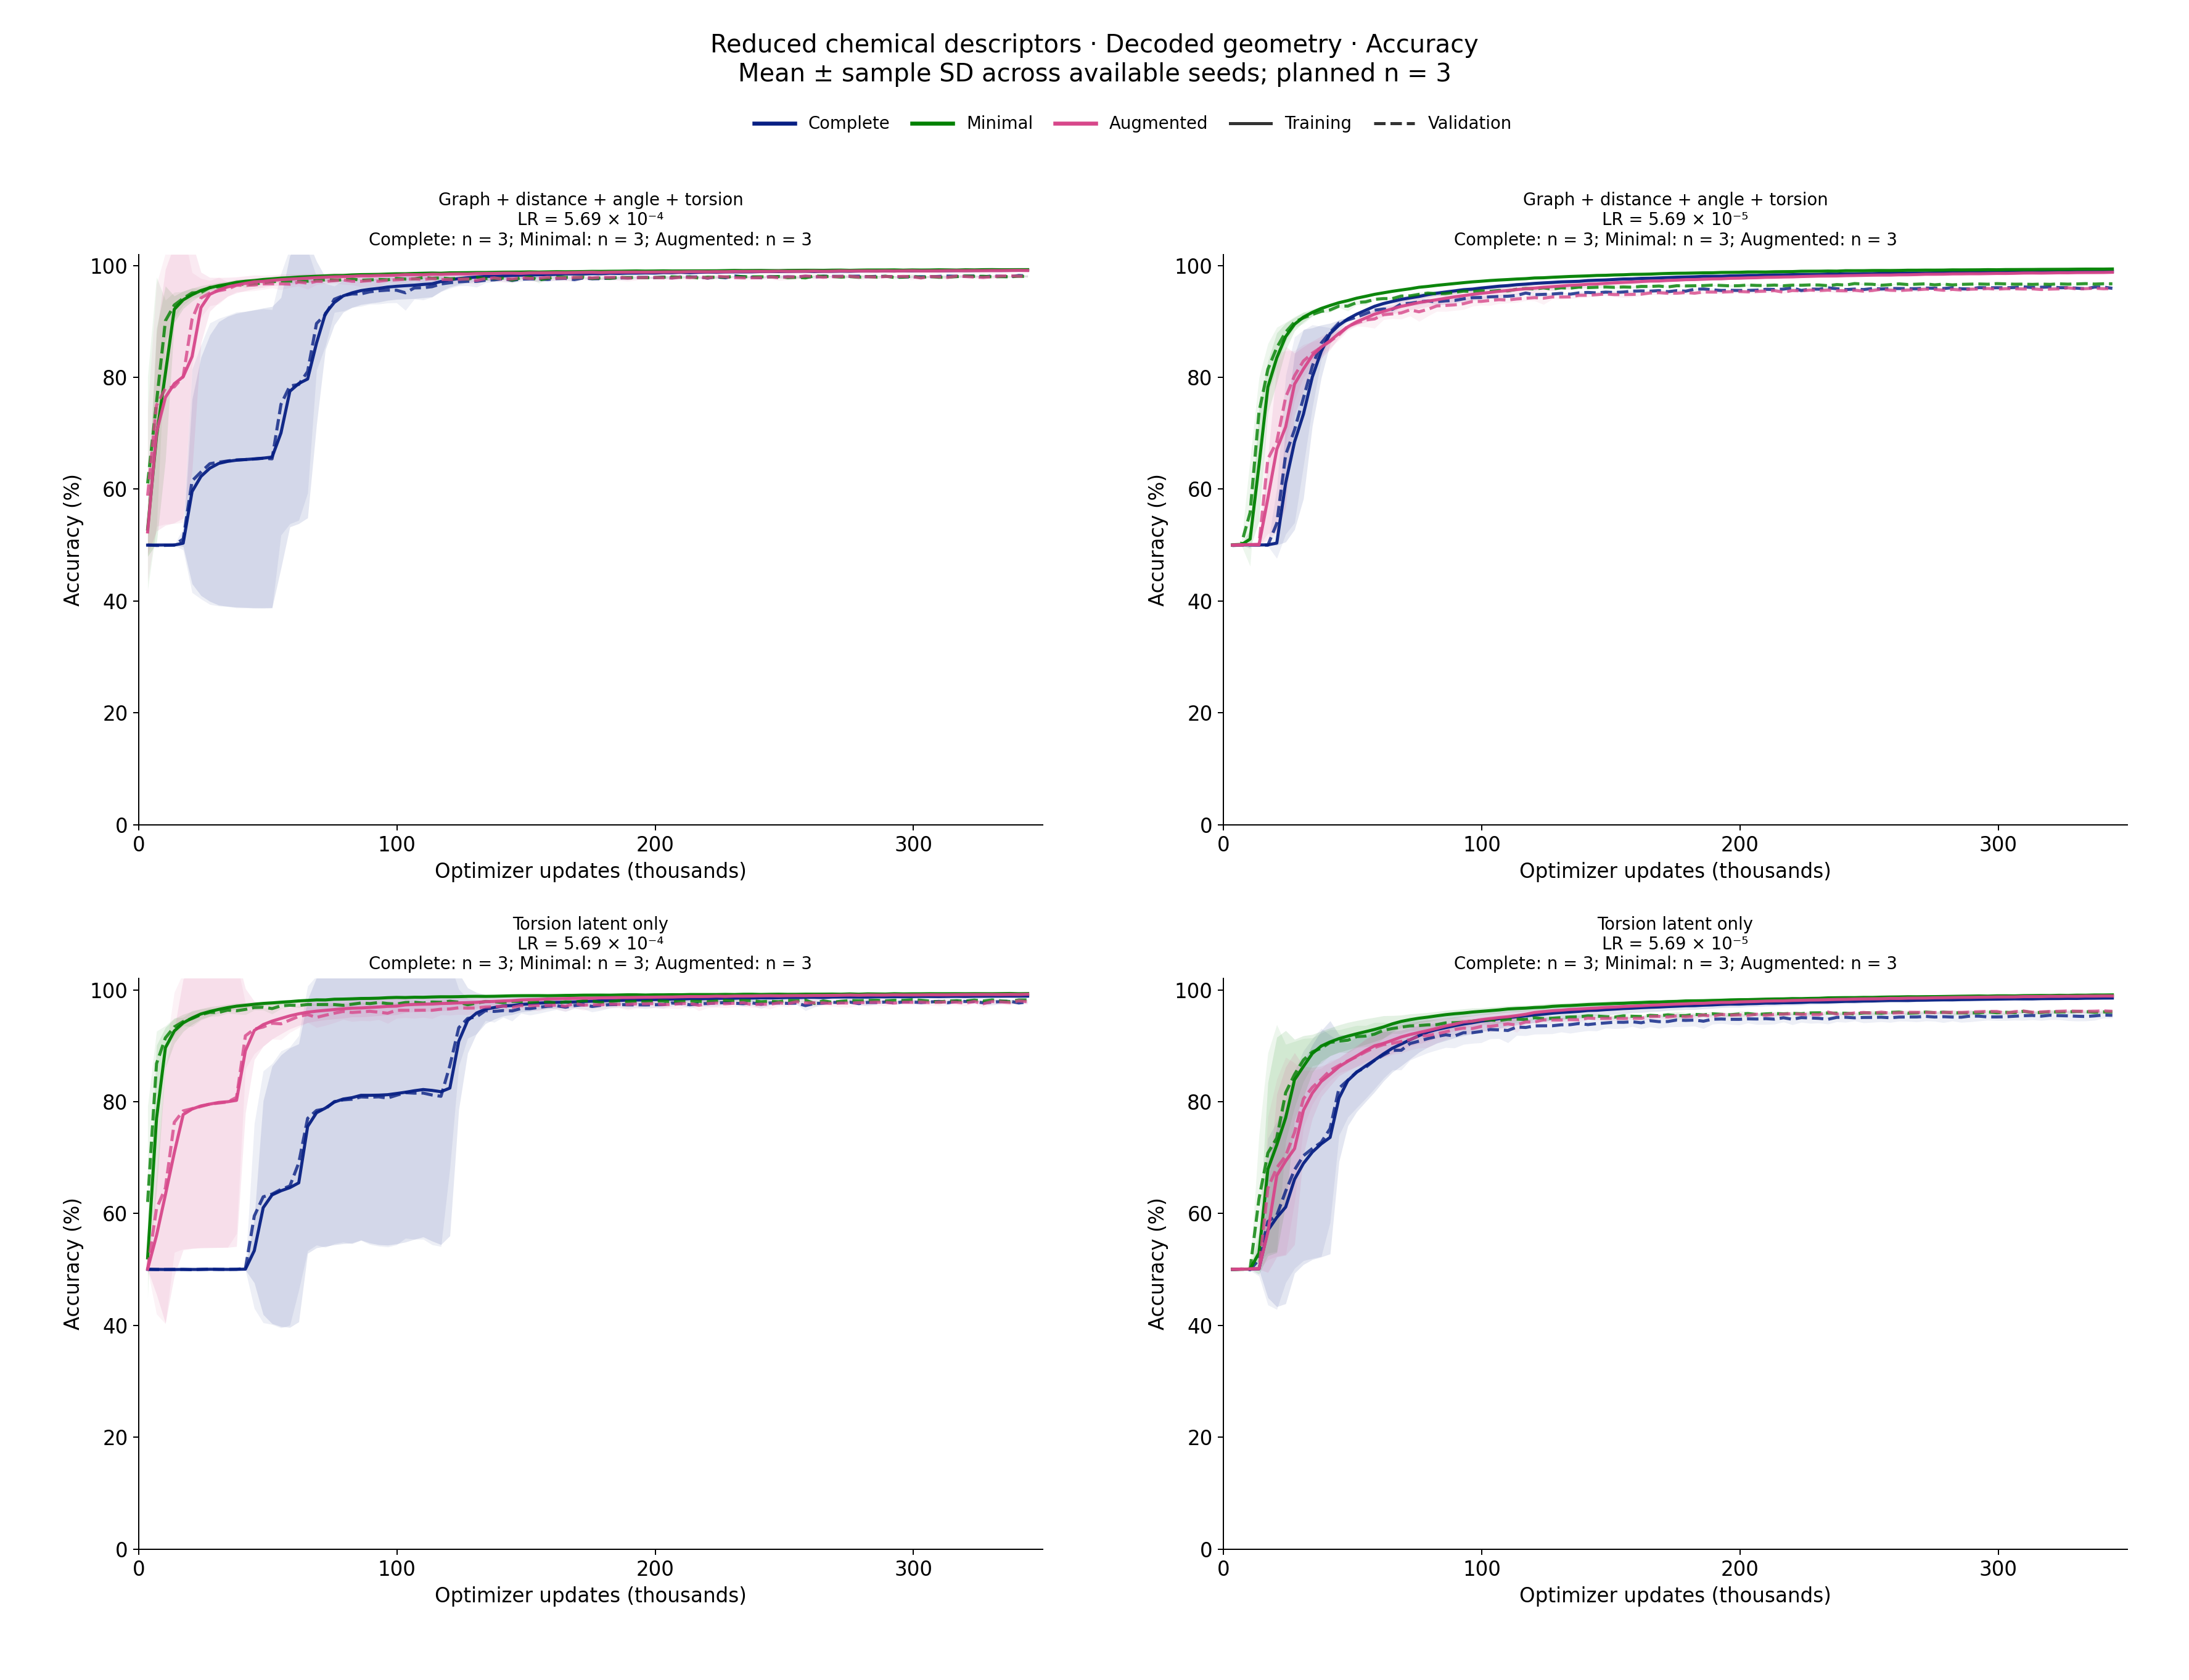 Reduced chemical descriptors · Decoded geometry · Accuracy
Mean ± sample SD across available seeds; planned n = 3
Complete Minimal Augmented Training Validation
Graph + distance + angle + torsion
LR = 5.69 × 10⁻⁴
Complete: n = 3; Minimal: n = 3; Augmented: n = 3
100
80
60
40
20
0
Accuracy (%)
0 100 200 300
Optimizer updates (thousands)
Graph + distance + angle + torsion
LR = 5.69 × 10⁻⁵
Complete: n = 3; Minimal: n = 3; Augmented: n = 3
100
80
60
40
20
0
Accuracy (%)
0 100 200 300
Optimizer updates (thousands)
Torsion latent only
LR = 5.69 × 10⁻⁴
Complete: n = 3; Minimal: n = 3; Augmented: n = 3
100
80
60
40
20
0
Accuracy (%)
0 100 200 300
Optimizer updates (thousands)
Torsion latent only
LR = 5.69 × 10⁻⁵
Complete: n = 3; Minimal: n = 3; Augmented: n = 3
100
80
60
40
20
0
Accuracy (%)
0 100 200 300
Optimizer updates (thousands)